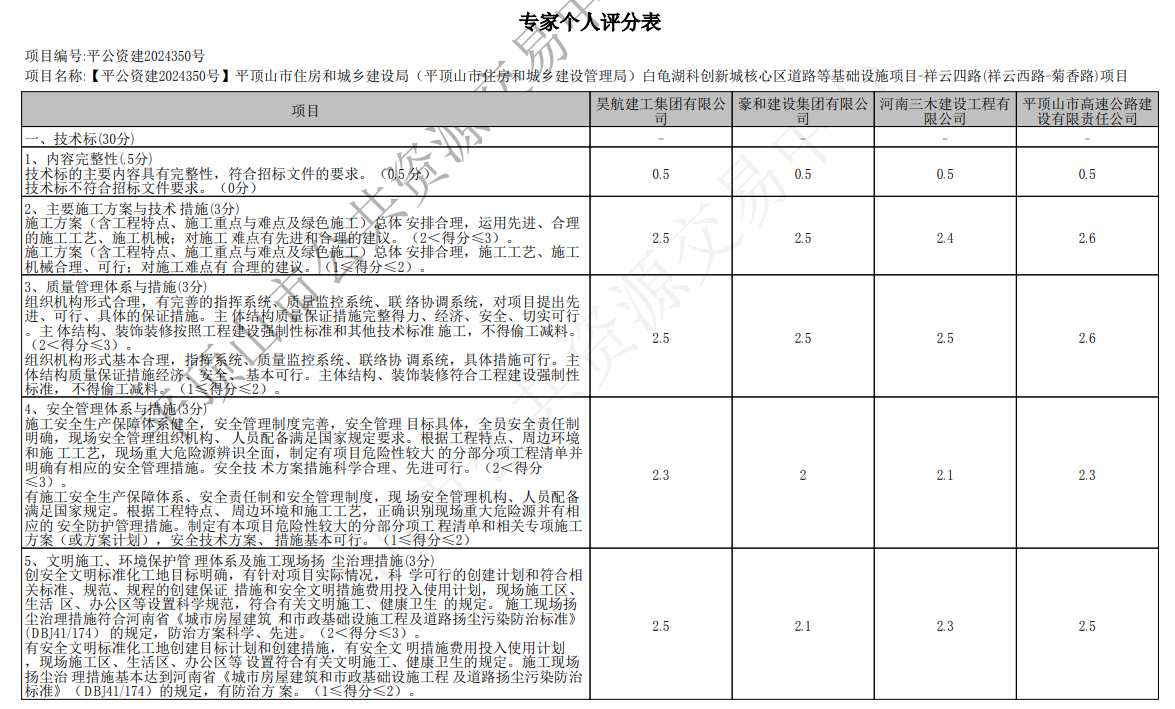 专家个人评分表
项目编号:平公资建2024350号
项目名称:【平公资建2024350号】平顶山市住房和城乡建设局（平顶山市住房和城乡建设管理局）白龟湖科创新城核心区道路等基础设施项目-祥云四路(祥云西路-菊香路)项目
项目
昊航建工集团有限公
司
豪和建设集团有限公
司
河南三木建设工程有
限公司
平顶山市高速公路建
设有限责任公司
一、技术标(30分)
-
-
-
-
1、内容完整性(.5分)
技术标的主要内容具有完整性，符合招标文件的要求。（0.5 分）
技术标不符合招标文件要求。（0分）
0.5
0.5
0.5
0.5
2、主要施工方案与技术 措施(3分)
施工方案（含工程特点、施工重点与难点及绿色施工）总体 安排合理，运用先进、合理
的施工工艺、施工机械；对施工 难点有先进和合理的建议。（2＜得分≤3）。
施工方案（含工程特点、施工重点与难点及绿色施工）总体 安排合理，施工工艺、施工
机械合理、可行；对施工难点有 合理的建议。（1≤得分≤2）。
2.5
2.5
2.4
2.6
3、质量管理体系与措施(3分)
组织机构形式合理，有完善的指挥系统、质量监控系统、联 络协调系统，对项目提出先
进、可行、具体的保证措施。主 体结构质量保证措施完整得力、经济、安全、切实可行
。主 体结构、装饰装修按照工程建设强制性标准和其他技术标准 施工，不得偷工减料。
（2＜得分≤3）。
组织机构形式基本合理，指挥系统、质量监控系统、联络协 调系统，具体措施可行。主
体结构质量保证措施经济、安全、 基本可行。主体结构、装饰装修符合工程建设强制性
标准， 不得偷工减料。（1≤得分≤2）。
2.5
2.5
2.5
2.6
4、安全管理体系与措施(3分)
施工安全生产保障体系健全，安全管理制度完善，安全管理 目标具体，全员安全责任制
明确，现场安全管理组织机构、 人员配备满足国家规定要求。根据工程特点、周边环境
和施 工工艺，现场重大危险源辨识全面，制定有项目危险性较大 的分部分项工程清单并
明确有相应的安全管理措施。安全技 术方案措施科学合理、先进可行。（2＜得分
≤3）。
有施工安全生产保障体系、安全责任制和安全管理制度，现 场安全管理机构、人员配备
满足国家规定。根据工程特点、 周边环境和施工工艺，正确识别现场重大危险源并有相
应的 安全防护管理措施。制定有本项目危险性较大的分部分项工 程清单和相关专项施工
方案（或方案计划），安全技术方案、 措施基本可行。（1≤得分≤2）
2.3
2
2.1
2.3
5、文明施工、环境保护管 理体系及施工现场扬 尘治理措施(3分)
创安全文明标准化工地目标明确，有针对项目实际情况，科 学可行的创建计划和符合相
关标准、规范、规程的创建保证 措施和安全文明措施费用投入使用计划，现场施工区、
生活 区、办公区等设置科学规范，符合有关文明施工、健康卫生 的规定。 施工现场扬
尘治理措施符合河南省《城市房屋建筑 和市政基础设施工程及道路扬尘污染防治标准》
(DBJ41/174) 的规定，防治方案科学、先进。（2＜得分≤3）。
有安全文明标准化工地创建目标计划和创建措施，有安全文 明措施费用投入使用计划
，现场施工区、生活区、办公区等 设置符合有关文明施工、健康卫生的规定。施工现场
扬尘治 理措施基本达到河南省《城市房屋建筑和市政基础设施工程 及道路扬尘污染防治
标准》（DBJ41/174）的规定，有防治方 案。（1≤得分≤2）。
2.5
2.1
2.3
2.5
平顶山市公共资源交易中
共资源交易中